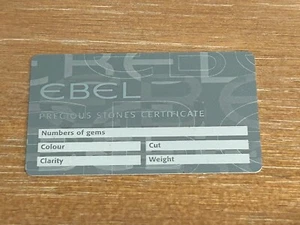 EBEL
PRECIOUS STONES CERTIFICATE
Numbers of gems
Colour Cut
Clarity Weight